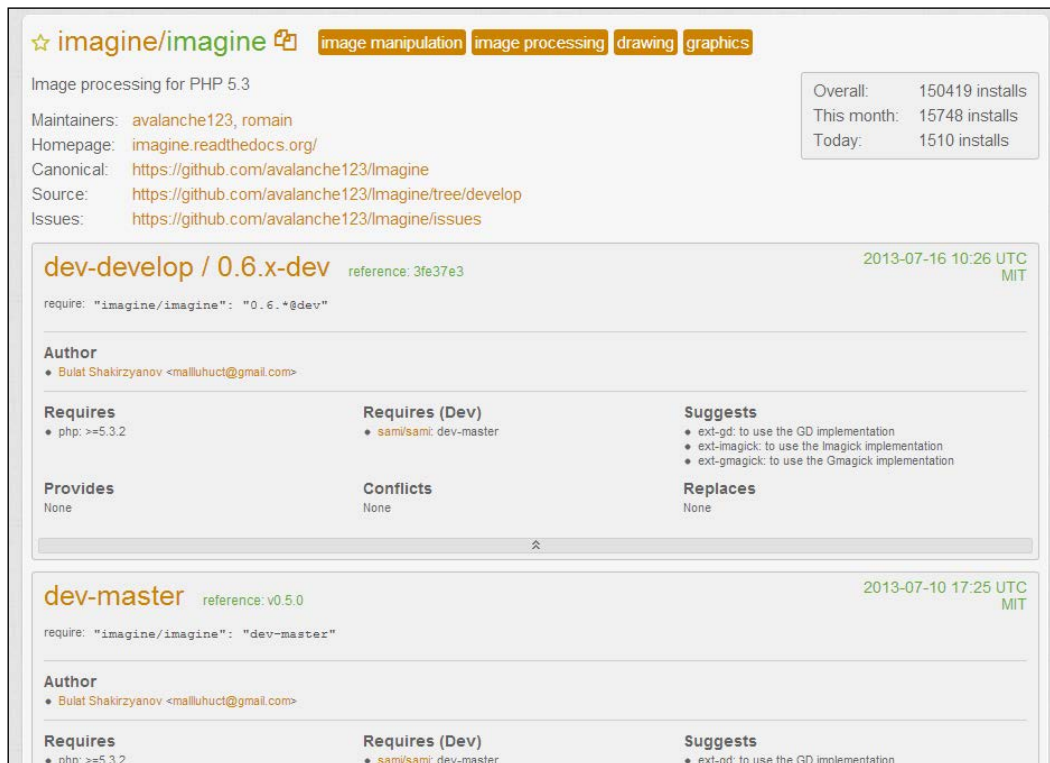 imagine/imagine image manipulation image processing drawing graphics
Image processing for PHP 5.3
Overall: 150419 installs
This month: 15748 installs
Today: 1510 installs
Maintainers: avalanche123, romain
Homepage: imagine.readthedocs.org/
Canonical: https://github.com/avalanche123/Imagine
Source: https://github.com/avalanche123/Imagine/tree/develop
Issues: https://github.com/avalanche123/Imagine/issues
dev-develop / 0.6.x-dev reference: 3fe37e3 2013-07-16 10:26 UTC
MIT
require: "imagine/imagine": "0.6.*@dev"
Author
• Bulat Shakirzyanov <mallluhuct@gmail.com>
Requires Requires (Dev) Suggests
• php: >=5.3.2 • sami/sami: dev-master • ext-gd: to use the GD implementation
• ext-imagick: to use the Imagick implementation
• ext-gmagick: to use the Gmagick implementation
Provides Conflicts Replaces
None None None
dev-master reference: v0.5.0 2013-07-10 17:25 UTC
MIT
require: "imagine/imagine": "dev-master"
Author
• Bulat Shakirzyanov <mallluhuct@gmail.com>
Requires Requires (Dev) Suggests
• php: >=5.3.2 • sami/sami: dev-master • ext-gd: to use the GD implementation